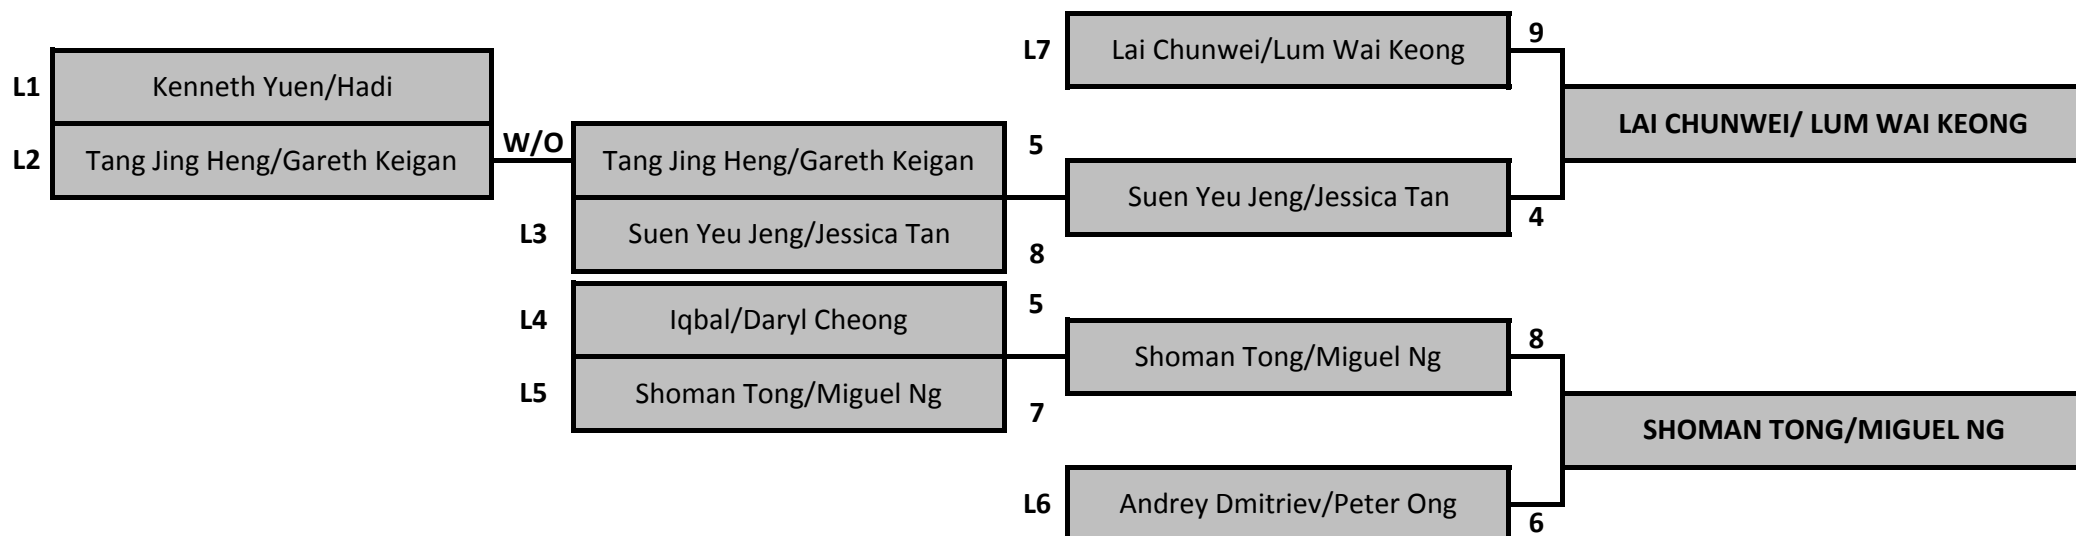 L1 Kenneth Yuen/Hadi
L2 Tang Jing Heng/Gareth Keigan
W/O
Tang Jing Heng/Gareth Keigan 5
L3 Suen Yeu Jeng/Jessica Tan 8
L4 Iqbal/Daryl Cheong 5
L5 Shoman Tong/Miguel Ng 7
L7 Lai Chunwei/Lum Wai Keong 9
Suen Yeu Jeng/Jessica Tan 4
Shoman Tong/Miguel Ng 8
L6 Andrey Dmitriev/Peter Ong 6
LAI CHUNWEI/ LUM WAI KEONG
SHOMAN TONG/MIGUEL NG